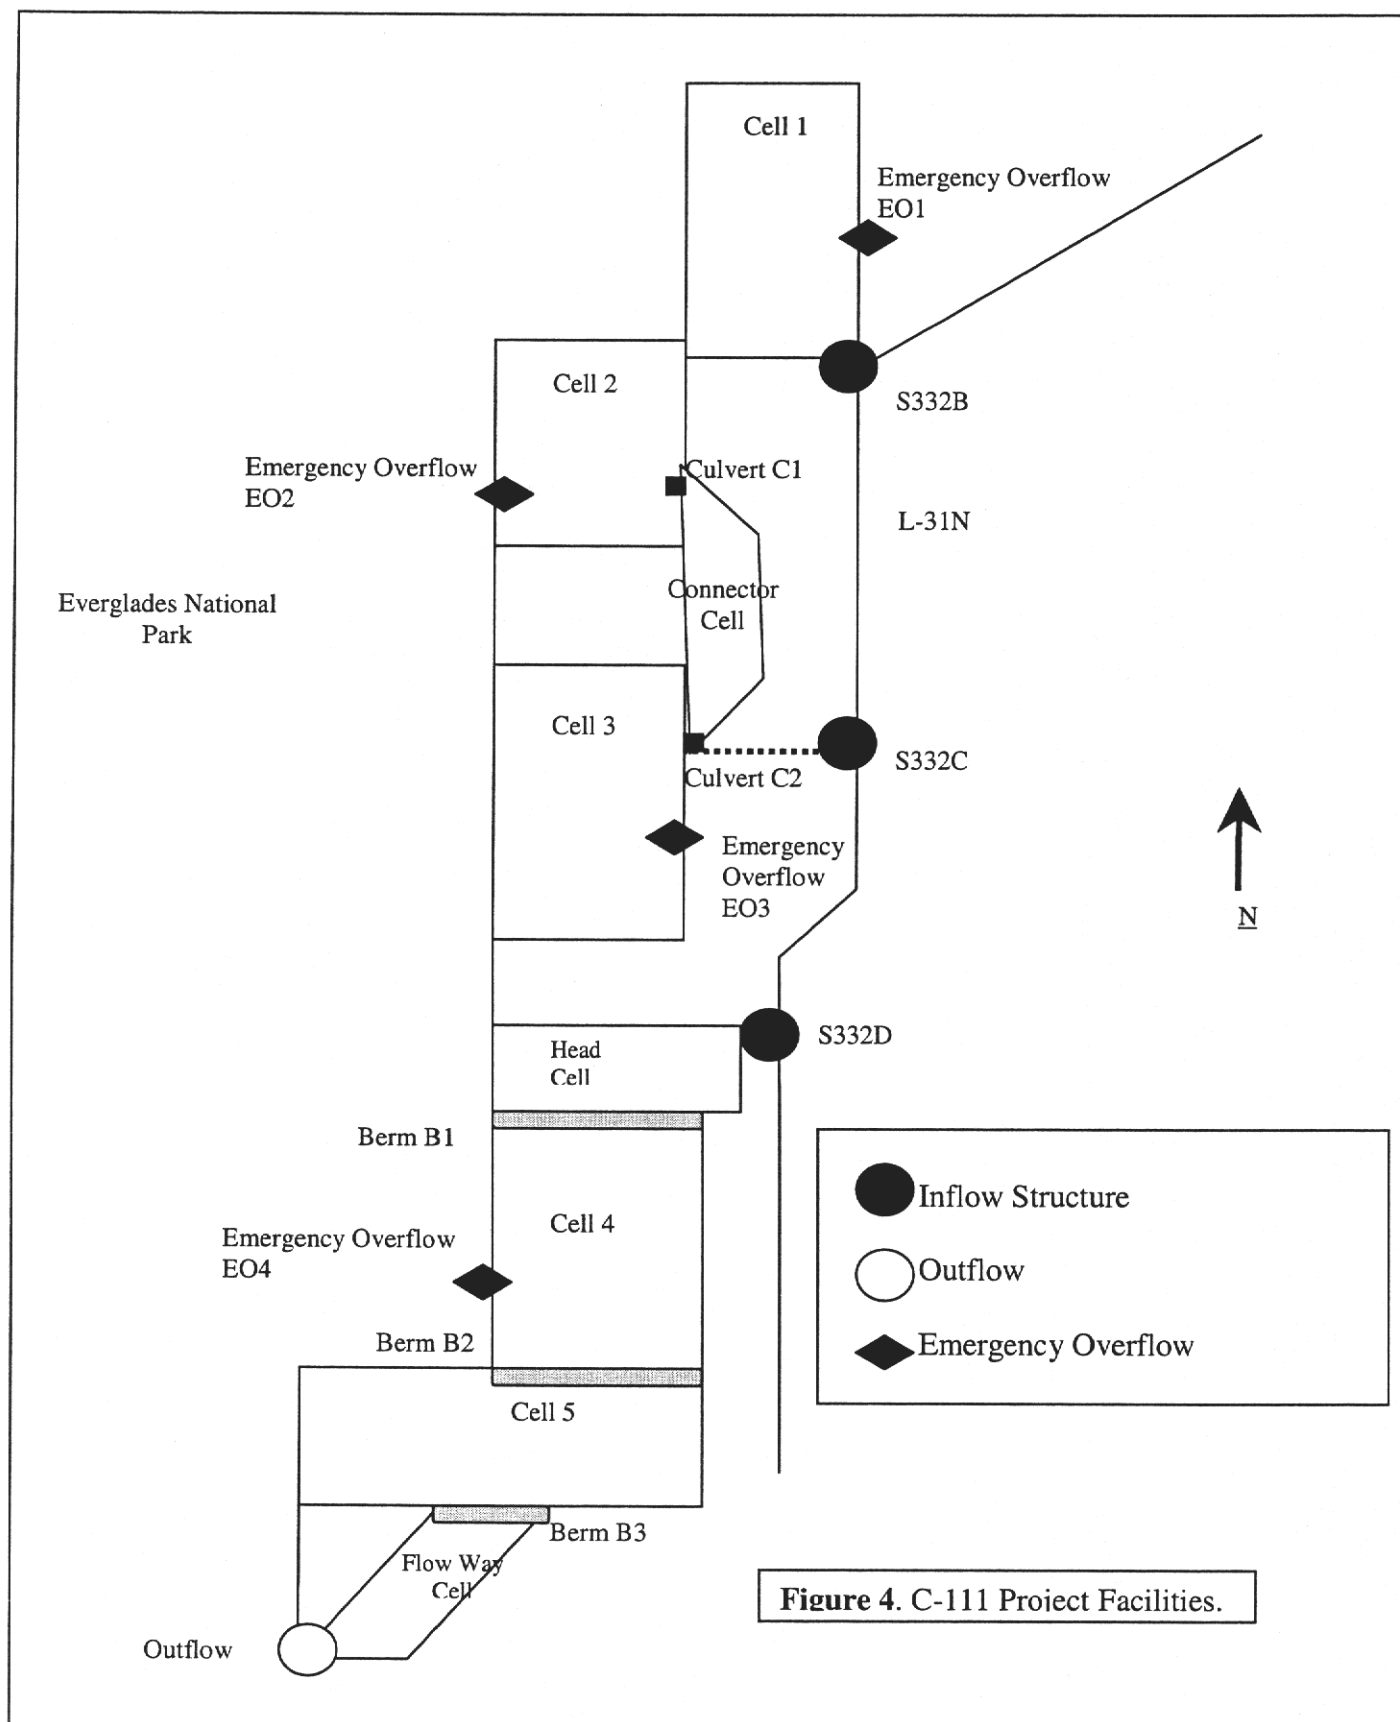 Cell 1
Emergency Overflow
EO1
Cell 2
S332B
Emergency Overflow
EO2
Culvert C1
L-31N
Connector
Cell
Everglades National
Park
Cell 3
S332C
Culvert C2
Emergency
Overflow
EO3
N
S332D
Head
Cell
Berm B1
Inflow Structure
Cell 4
Emergency Overflow
EO4
Outflow
Berm B2
Emergency Overflow
Cell 5
Berm B3
Flow Way
Cell
Figure 4. C-111 Project Facilities.
Outflow